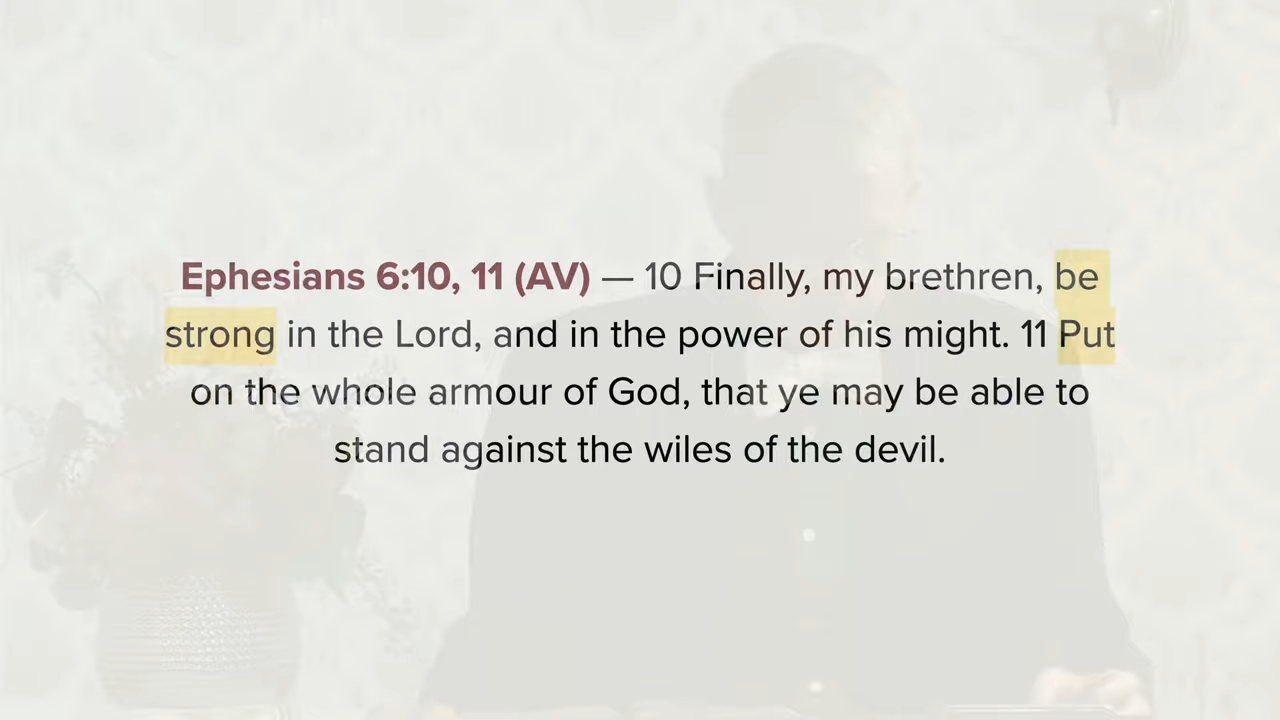 Ephesians 6:10, 11 (AV) — 10 Finally, my brethren, be
strong in the Lord, and in the power of his might. 11 Put
on the whole armour of God, that ye may be able to
stand against the wiles of the devil.